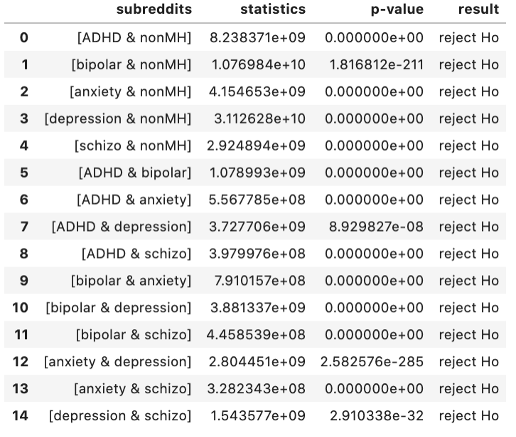 subreddits statistics p-value result
0 [ADHD & nonMH] 8.238371e+09 0.000000e+00 reject Ho
1 [bipolar & nonMH] 1.076984e+10 1.816812e-211 reject Ho
2 [anxiety & nonMH] 4.154653e+09 0.000000e+00 reject Ho
3 [depression & nonMH] 3.112628e+10 0.000000e+00 reject Ho
4 [schizo & nonMH] 2.924894e+09 0.000000e+00 reject Ho
5 [ADHD & bipolar] 1.078993e+09 0.000000e+00 reject Ho
6 [ADHD & anxiety] 5.567785e+08 0.000000e+00 reject Ho
7 [ADHD & depression] 3.727706e+09 8.929827e-08 reject Ho
8 [ADHD & schizo] 3.979976e+08 0.000000e+00 reject Ho
9 [bipolar & anxiety] 7.910157e+08 0.000000e+00 reject Ho
10 [bipolar & depression] 3.881337e+09 0.000000e+00 reject Ho
11 [bipolar & schizo] 4.458539e+08 0.000000e+00 reject Ho
12 [anxiety & depression] 2.804451e+09 2.582576e-285 reject Ho
13 [anxiety & schizo] 3.282343e+08 0.000000e+00 reject Ho
14 [depression & schizo] 1.543577e+09 2.910338e-32 reject Ho